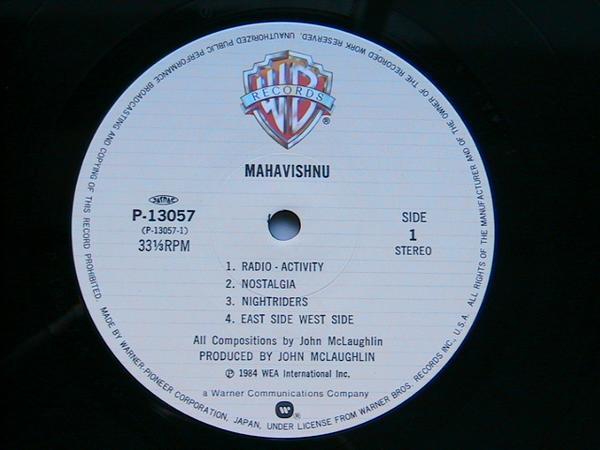 WB
RECORDS
®
MAHAVISHNU
JASRAC
P-13057
(P-13057-1)
33⅓RPM
SIDE
1
STEREO
1. RADIO - ACTIVITY
2. NOSTALGIA
3. NIGHTRIDERS
4. EAST SIDE WEST SIDE
All Compositions by John McLaughlin
PRODUCED BY JOHN MCLAUGHLIN
℗ 1984 WEA International Inc.
a Warner Communications Company
®
MADE BY WARNER-PIONEER CORPORATION, JAPAN, UNDER LICENSE FROM WARNER BROS. RECORDS INC., U.S.A. ALL RIGHTS OF THE MANUFACTURER AND OF THE OWNER OF THE RECORDED WORK RESERVED. UNAUTHORIZED PUBLIC PERFORMANCE BROADCASTING AND COPYING OF THIS RECORD PROHIBITED.